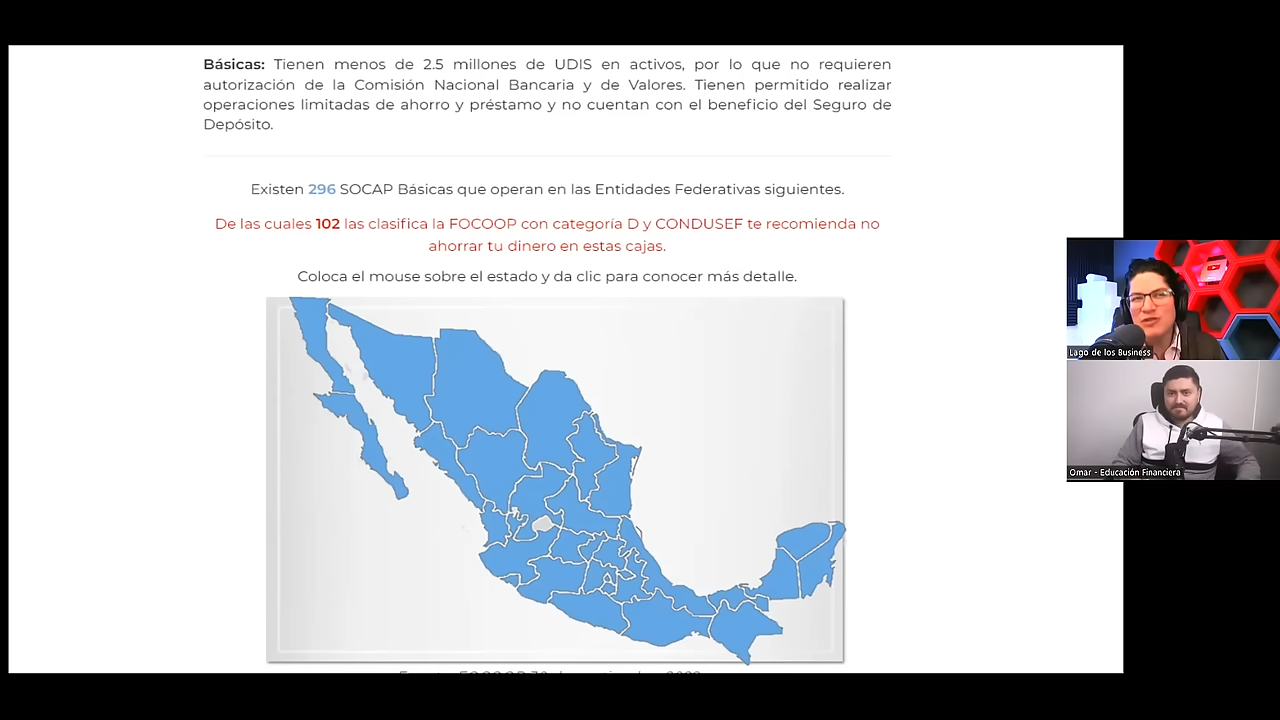 Básicas: Tienen menos de 2.5 millones de UDIS en activos, por lo que no requieren
autorización de la Comisión Nacional Bancaria y de Valores. Tienen permitido realizar
operaciones limitadas de ahorro y préstamo y no cuentan con el beneficio del Seguro de
Depósito.
Existen 296 SOCAP Básicas que operan en las Entidades Federativas siguientes.
De las cuales 102 las clasifica la FOCOOP con categoría D y CONDUSEF te recomienda no
ahorrar tu dinero en estas cajas.
Coloca el mouse sobre el estado y da clic para conocer más detalle.
Lago de los Business
Omar - Educación Financiera